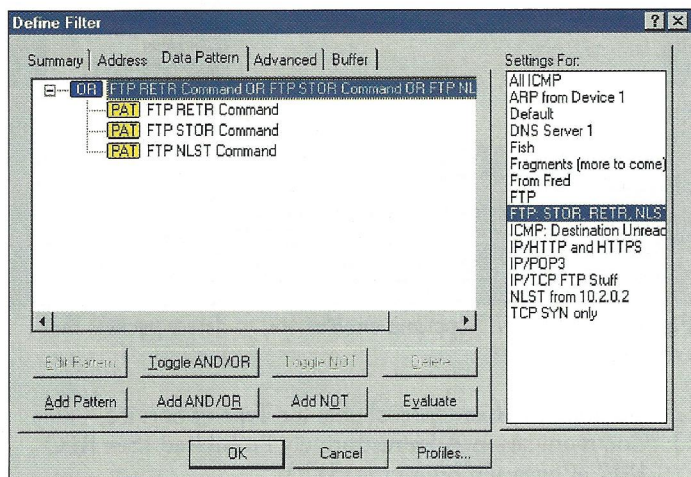 Define Filter
? X
Summary Address Data Pattern Advanced Buffer
OR FTP RETR Command OR FTP STOR Command OR FTP NL
PAT FTP RETR Command
PAT FTP STOR Command
PAT FTP NLST Command
Edit Pattern Toggle AND/OR Toggle NOT Delete
Add Pattern Add AND/OR Add NOT Evaluate
Settings For:
All ICMP
ARP from Device 1
Default
DNS Server 1
Fish
Fragments (more to come)
From Fred
FTP
FTP: STOR, RETR, NLS
ICMP: Destination Unreac
IP/HTTP and HTTPS
IP/POP3
IP/TCP FTP Stuff
NLST from 10.2.0.2
TCP SYN only
OK Cancel Profiles...